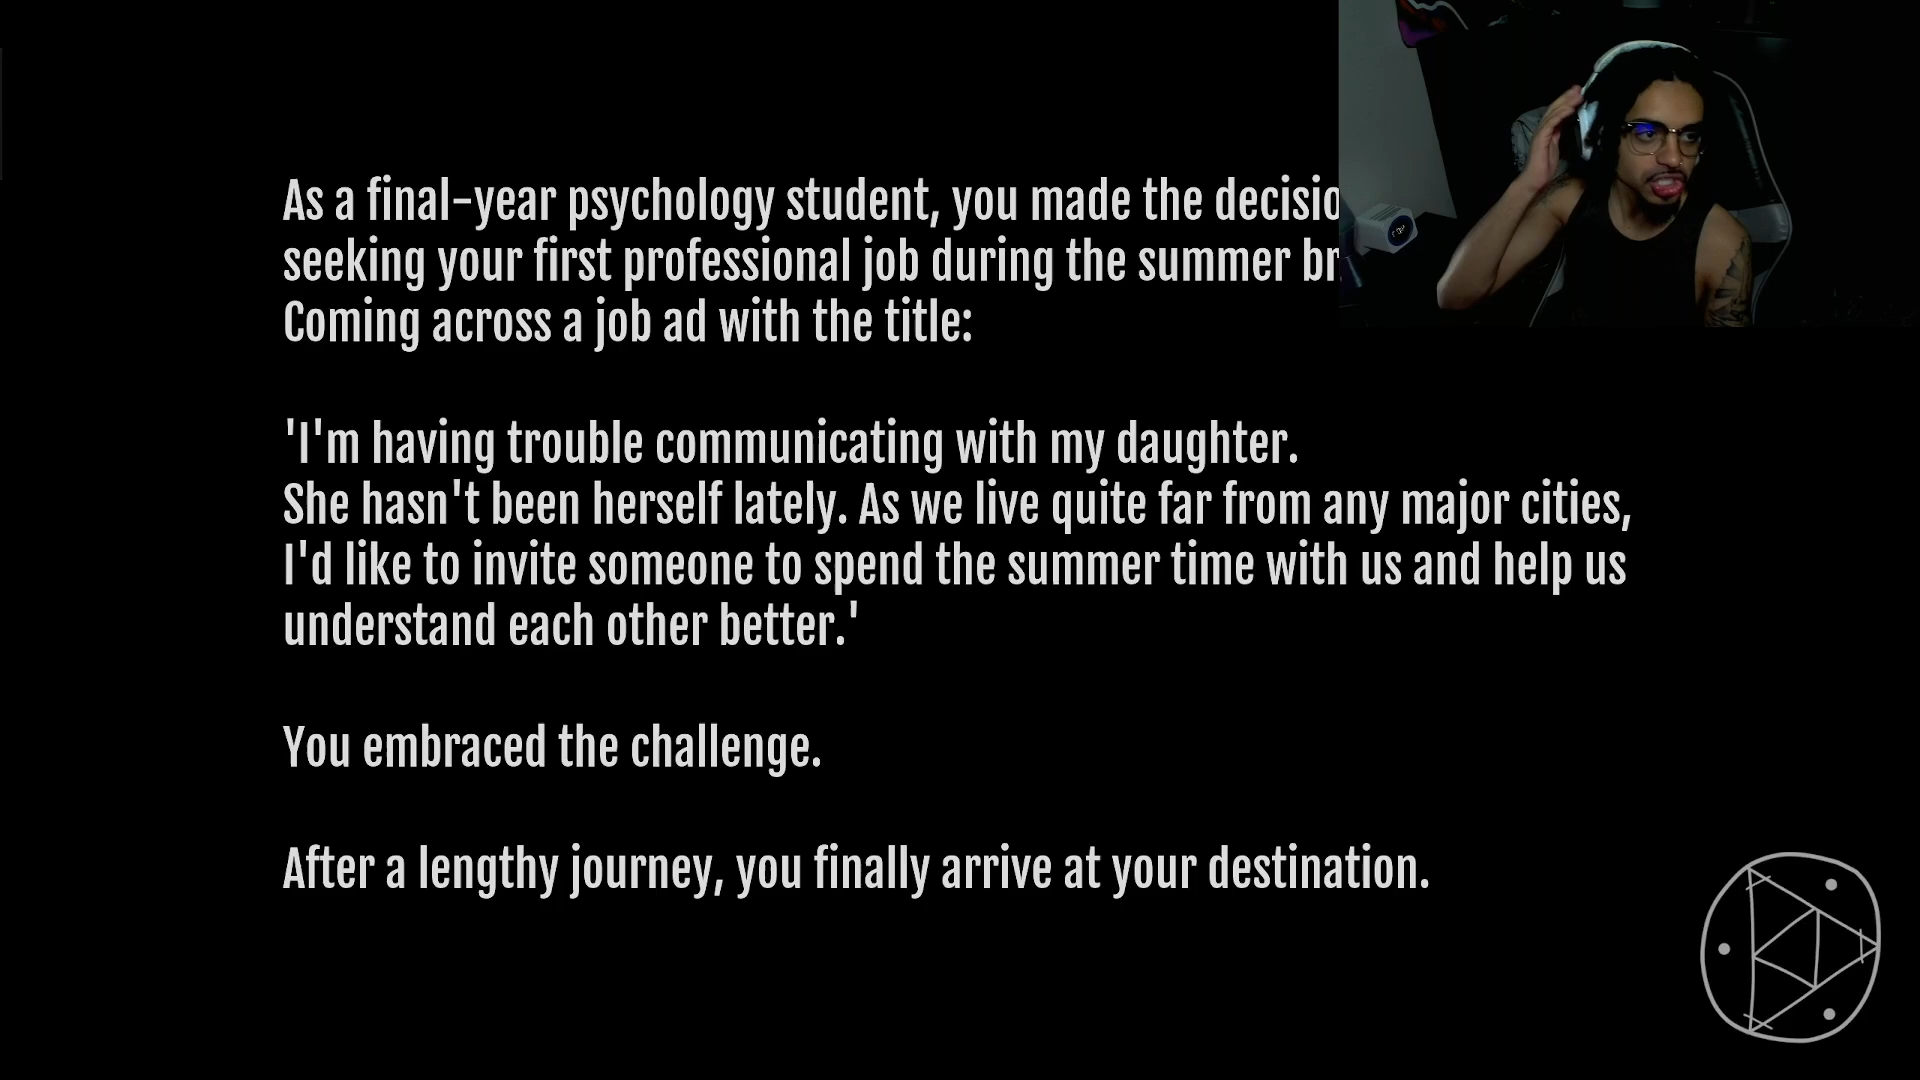 As a final-year psychology student, you made the
seeking your first professional job during the summer
Coming across a job ad with the title:
'I'm having trouble communicating with my daughter.
She hasn't been herself lately. As we live quite far from any major cities,
I'd like to invite someone to spend the summer time with us and help us
understand each other better.'
You embraced the challenge.
After a lengthy journey, you finally arrive at your destination.